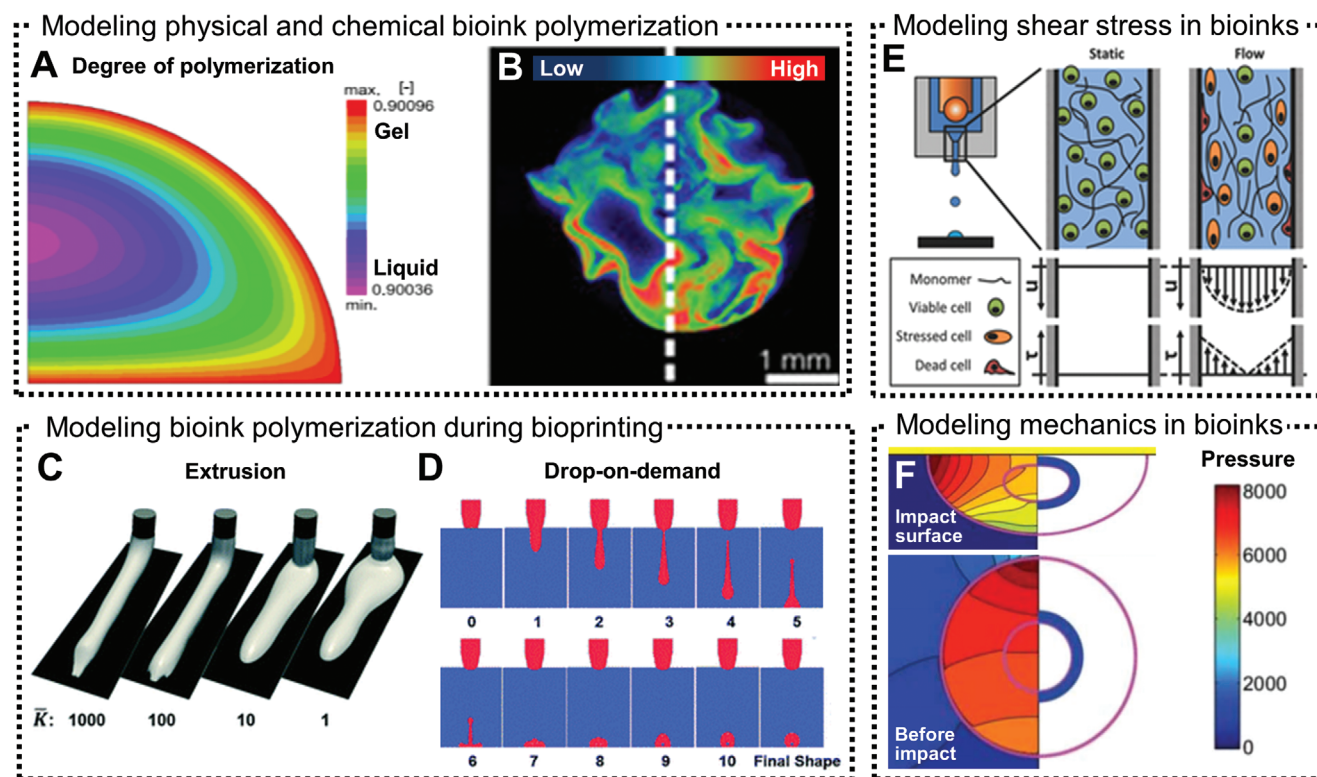 Modeling physical and chemical bioink polymerization
A
Degree of polymerization
max. [-]
0.90096
Gel
Liquid
0.90036
min.
B
Low High
1 mm
Modeling shear stress in bioinks
E
Static Flow
Monomer
Viable cell
Stressed cell
Dead cell
u u
τ τ
Modeling bioink polymerization during bioprinting
C
Extrusion
K̅: 1000 100 10 1
D
Drop-on-demand
0 1 2 3 4 5
6 7 8 9 10 Final Shape
Modeling mechanics in bioinks
F
Impact
surface
Before
impact
Pressure
8000
6000
4000
2000
0